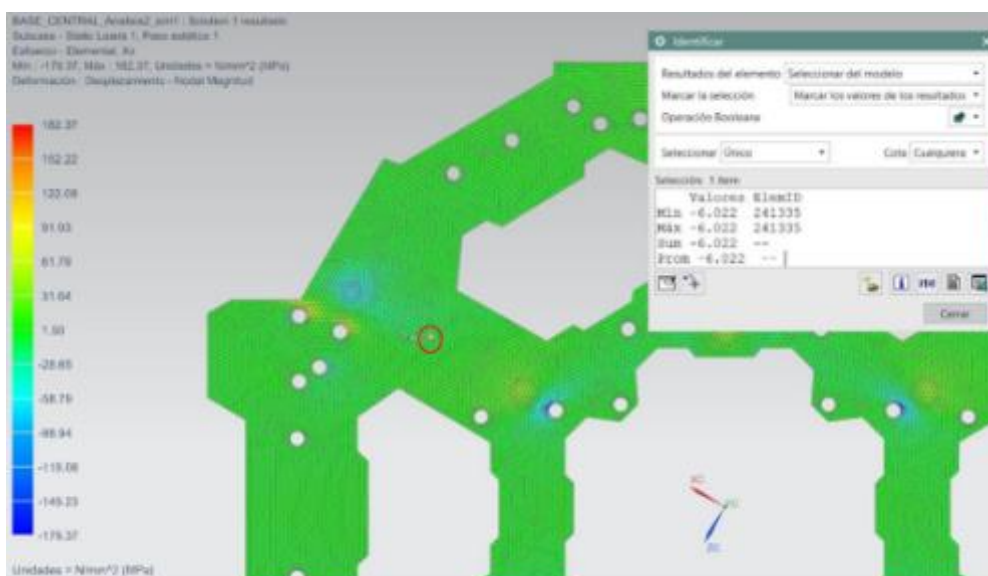 BASE_CENTRAL_Analisis2_sim1 : Solution 1 resultado
Subcase - Static Loads 1, Paso estático 1
Esfuerzo - Elemental, Xx
Mín : -179.37, Máx : 182.37, Unidades = N/mm^2 (MPa)
Deformación : Desplazamiento - Nodal Magnitud
182.37
152.22
122.08
91.93
61.79
31.64
1.50
-28.65
-58.79
-88.94
-119.08
-149.23
-179.37
Unidades = N/mm^2 (MPa)
Identificar
Resultados del elemento Seleccionar del modelo
Marcar la selección Marcar los valores de los resultados
Operación Booleana
Seleccionar Único Cota Cualquiera
Selección: 1 item
Valores ElemID
Mín -6.022 241335
Máx -6.022 241335
Sum -6.022 --
Prom -6.022 --
Cerrar
XC